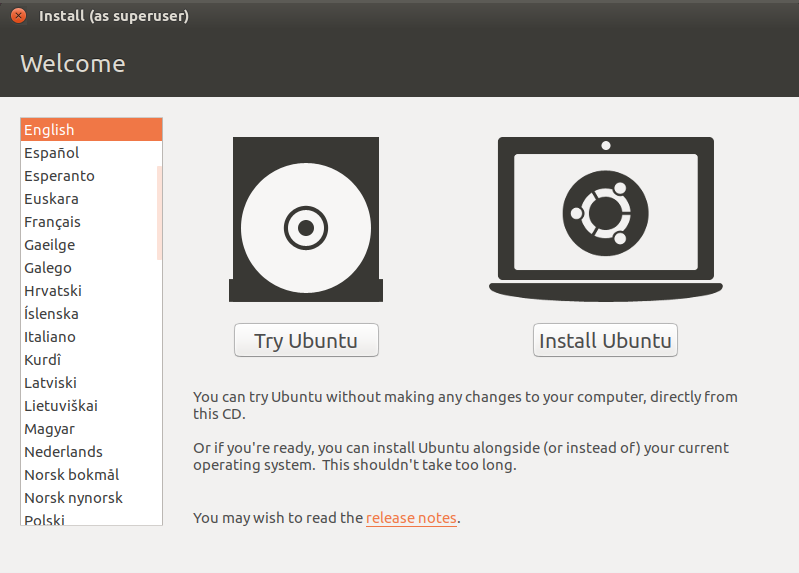 Install (as superuser)
Welcome
English
Español
Esperanto
Euskara
Français
Gaeilge
Galego
Hrvatski
Íslenska
Italiano
Kurdî
Latviski
Lietuviškai
Magyar
Nederlands
Norsk bokmål
Norsk nynorsk
Polski
Try Ubuntu
Install Ubuntu
You can try Ubuntu without making any changes to your computer, directly from
this CD.
Or if you're ready, you can install Ubuntu alongside (or instead of) your current
operating system.  This shouldn't take too long.
You may wish to read the release notes.